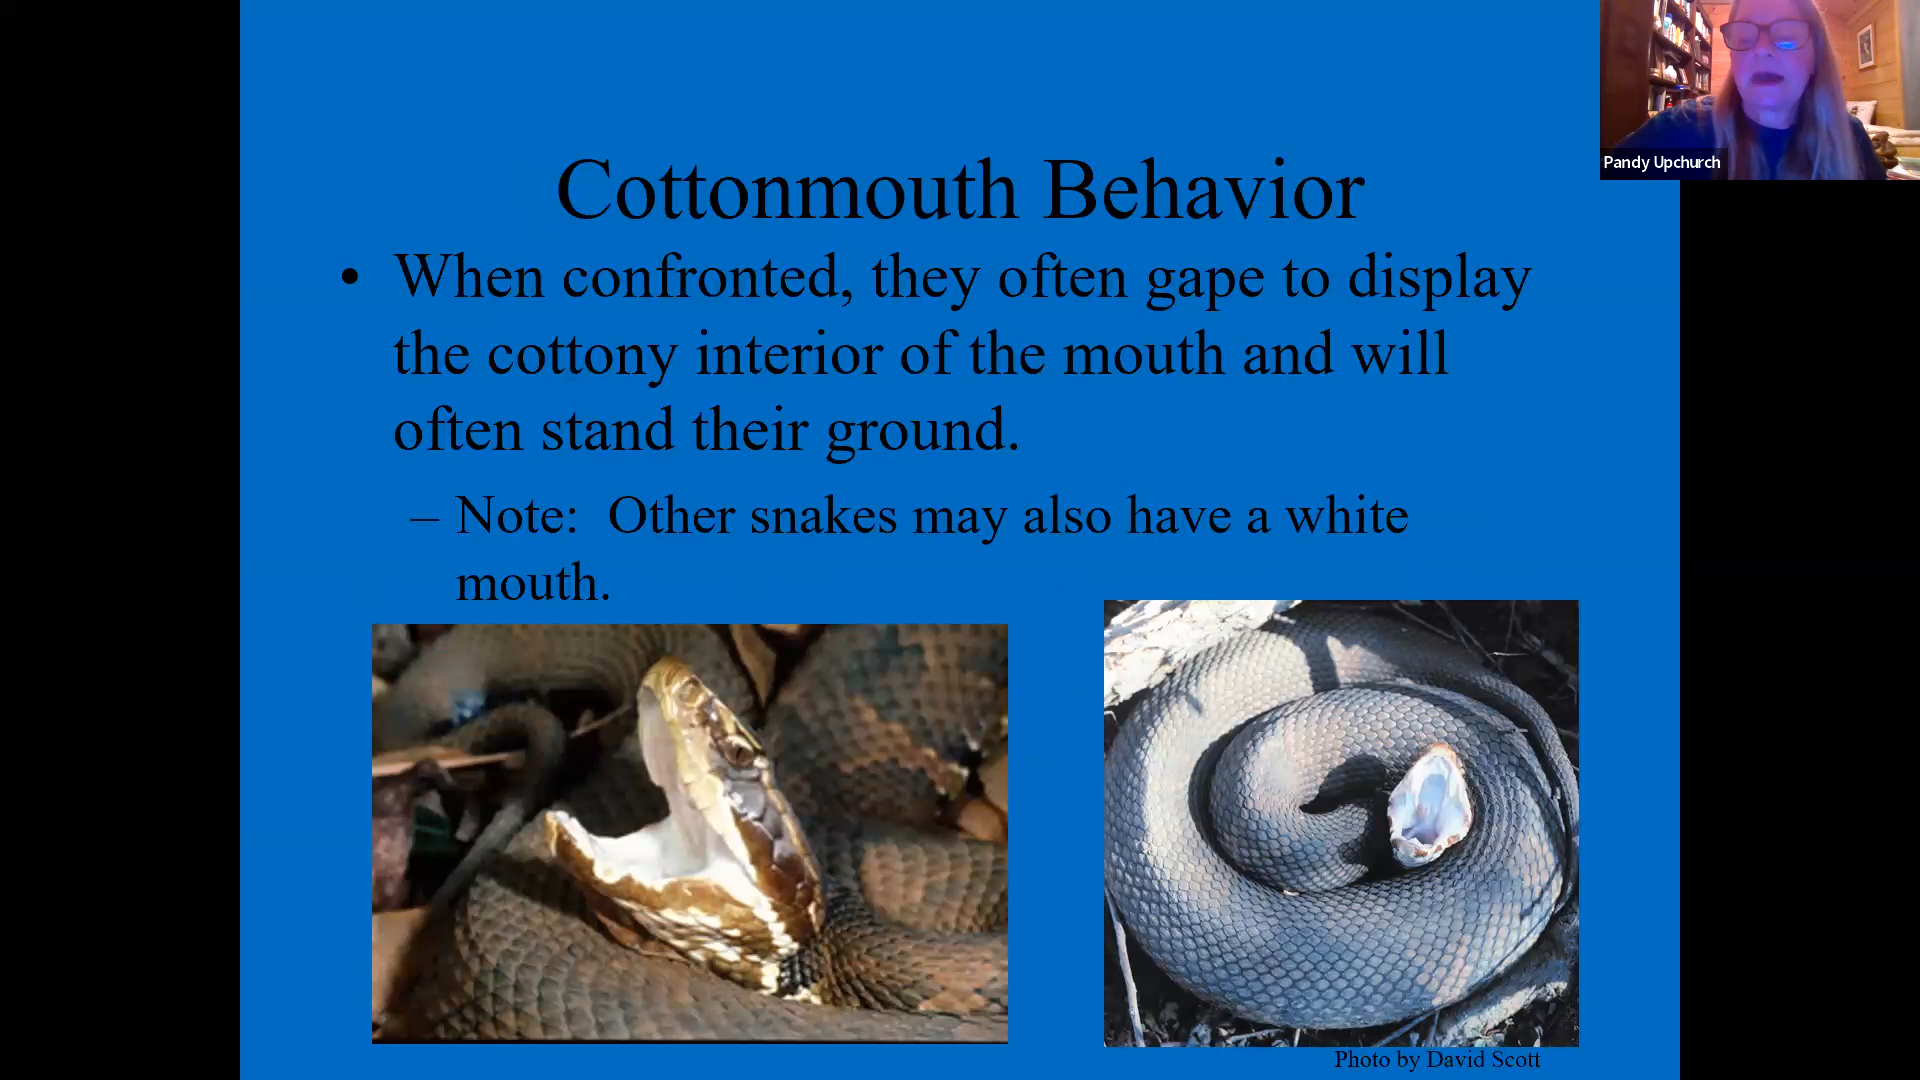 Pandy Upchurch
Cottonmouth Behavior
• When confronted, they often gape to display
the cottony interior of the mouth and will
often stand their ground.
– Note:  Other snakes may also have a white
mouth.
Photo by David Scott